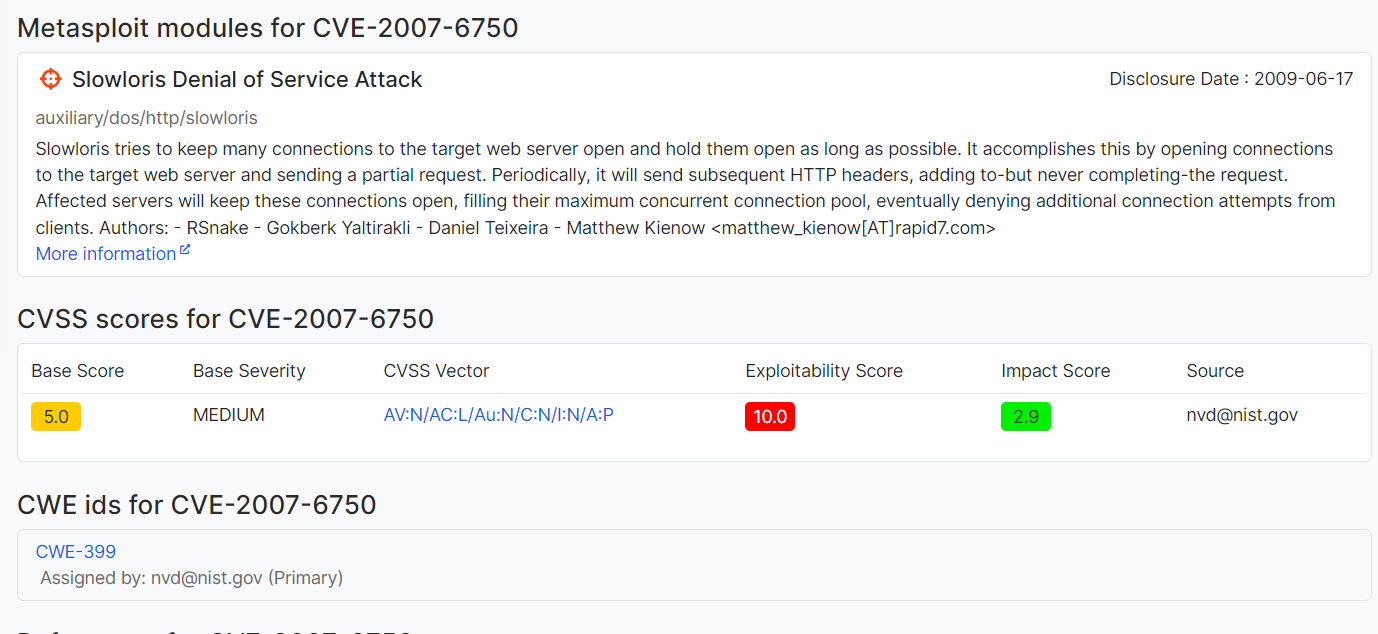 Metasploit modules for CVE-2007-6750
Slowloris Denial of Service Attack
Disclosure Date : 2009-06-17
auxiliary/dos/http/slowloris
Slowloris tries to keep many connections to the target web server open and hold them open as long as possible. It accomplishes this by opening connections
to the target web server and sending a partial request. Periodically, it will send subsequent HTTP headers, adding to-but never completing-the request.
Affected servers will keep these connections open, filling their maximum concurrent connection pool, eventually denying additional connection attempts from
clients. Authors: - RSnake - Gokberk Yaltirakli - Daniel Teixeira - Matthew Kienow <matthew_kienow[AT]rapid7.com>
More information
CVSS scores for CVE-2007-6750
Base Score Base Severity CVSS Vector Exploitability Score Impact Score Source
5.0 MEDIUM AV:N/AC:L/Au:N/C:N/I:N/A:P 10.0 2.9 nvd@nist.gov
CWE ids for CVE-2007-6750
CWE-399
Assigned by: nvd@nist.gov (Primary)